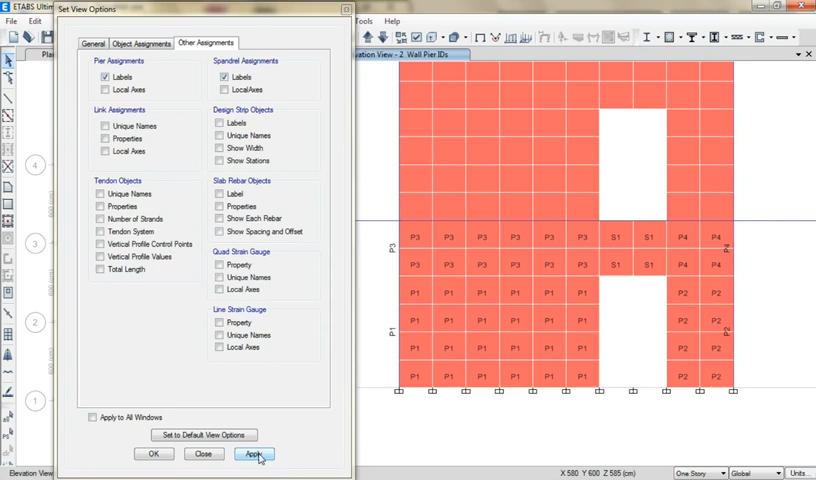 ETABS Ultim
File
Edit
Tools
Help
Pla
evation View - 2 Wall Pier IDs
Set View Options
General
Object Assignments
Other Assignments
Pier Assignments
Labels
Local Axes
Link Assignments
Unique Names
Properties
Local Axes
Tendon Objects
Unique Names
Properties
Number of Strands
Tendon System
Vertical Profile Control Points
Vertical Profile Values
Total Length
Spandrel Assignments
Labels
LocalAxes
Design Strip Objects
Labels
Unique Names
Show Width
Show Stations
Slab Rebar Objects
Label
Properties
Show Each Rebar
Show Spacing and Offset
Quad Strain Gauge
Property
Unique Names
Local Axes
Line Strain Gauge
Property
Unique Names
Local Axes
Apply to All Windows
Set to Default View Options
OK
Close
Apply
4
3
2
1
P3 P3 P3 P3 P3 P3 S1 S1 P4 P4
P3
P4
P3 P3 P3 P3 P3 P3 S1 S1 P4 P4
P1 P1 P1 P1 P1 P1 P2 P2
P1 P1 P1 P1 P1 P1 P2 P2
P1
P2
P1 P1 P1 P1 P1 P1 P2 P2
P1 P1 P1 P1 P1 P1 P2 P2
Elevation View
X 580 Y 600 Z 585 (cm)
One Story
Global
Units...